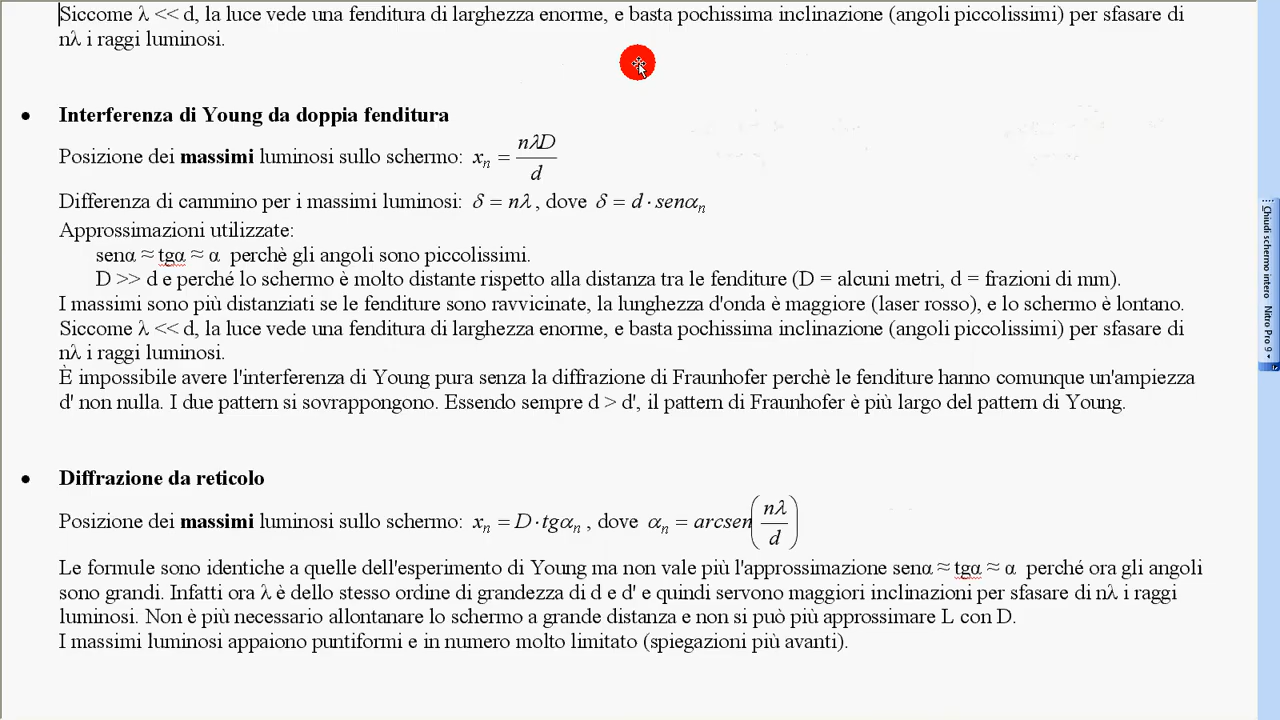 Siccome λ << d, la luce vede una fenditura di larghezza enorme, e basta pochissima inclinazione (angoli piccolissimi) per sfasare di
nλ i raggi luminosi.
• Interferenza di Young da doppia fenditura
Posizione dei massimi luminosi sullo schermo: xₙ = nλD / d
Differenza di cammino per i massimi luminosi: δ = nλ , dove δ = d · senαₙ
Approssimazioni utilizzate:
senα ≈ tgα ≈ α perchè gli angoli sono piccolissimi.
D >> d e perché lo schermo è molto distante rispetto alla distanza tra le fenditure (D = alcuni metri, d = frazioni di mm).
I massimi sono più distanziati se le fenditure sono ravvicinate, la lunghezza d'onda è maggiore (laser rosso), e lo schermo è lontano.
Siccome λ << d, la luce vede una fenditura di larghezza enorme, e basta pochissima inclinazione (angoli piccolissimi) per sfasare di
nλ i raggi luminosi.
È impossibile avere l'interferenza di Young pura senza la diffrazione di Fraunhofer perchè le fenditure hanno comunque un'ampiezza
d' non nulla. I due pattern si sovrappongono. Essendo sempre d > d', il pattern di Fraunhofer è più largo del pattern di Young.
• Diffrazione da reticolo
Posizione dei massimi luminosi sullo schermo: xₙ = D · tgαₙ , dove αₙ = arcsen(nλ / d)
Le formule sono identiche a quelle dell'esperimento di Young ma non vale più l'approssimazione senα ≈ tgα ≈ α perché ora gli angoli
sono grandi. Infatti ora λ è dello stesso ordine di grandezza di d e d' e quindi servono maggiori inclinazioni per sfasare di nλ i raggi
luminosi. Non è più necessario allontanare lo schermo a grande distanza e non si può più approssimare L con D.
I massimi luminosi appaiono puntiformi e in numero molto limitato (spiegazioni più avanti).
Chiudi schermo intero Nitro Pro 9